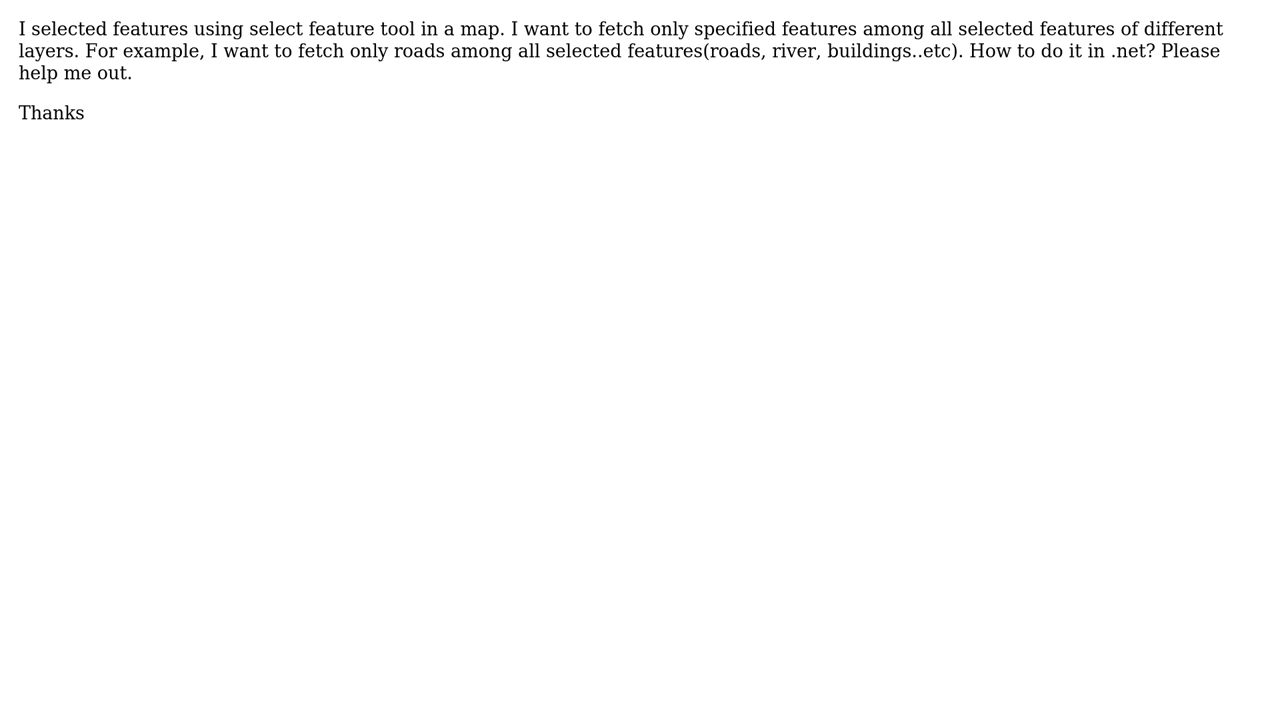 I selected features using select feature tool in a map. I want to fetch only specified features among all selected features of different
layers. For example, I want to fetch only roads among all selected features(roads, river, buildings..etc). How to do it in .net? Please
help me out.
Thanks